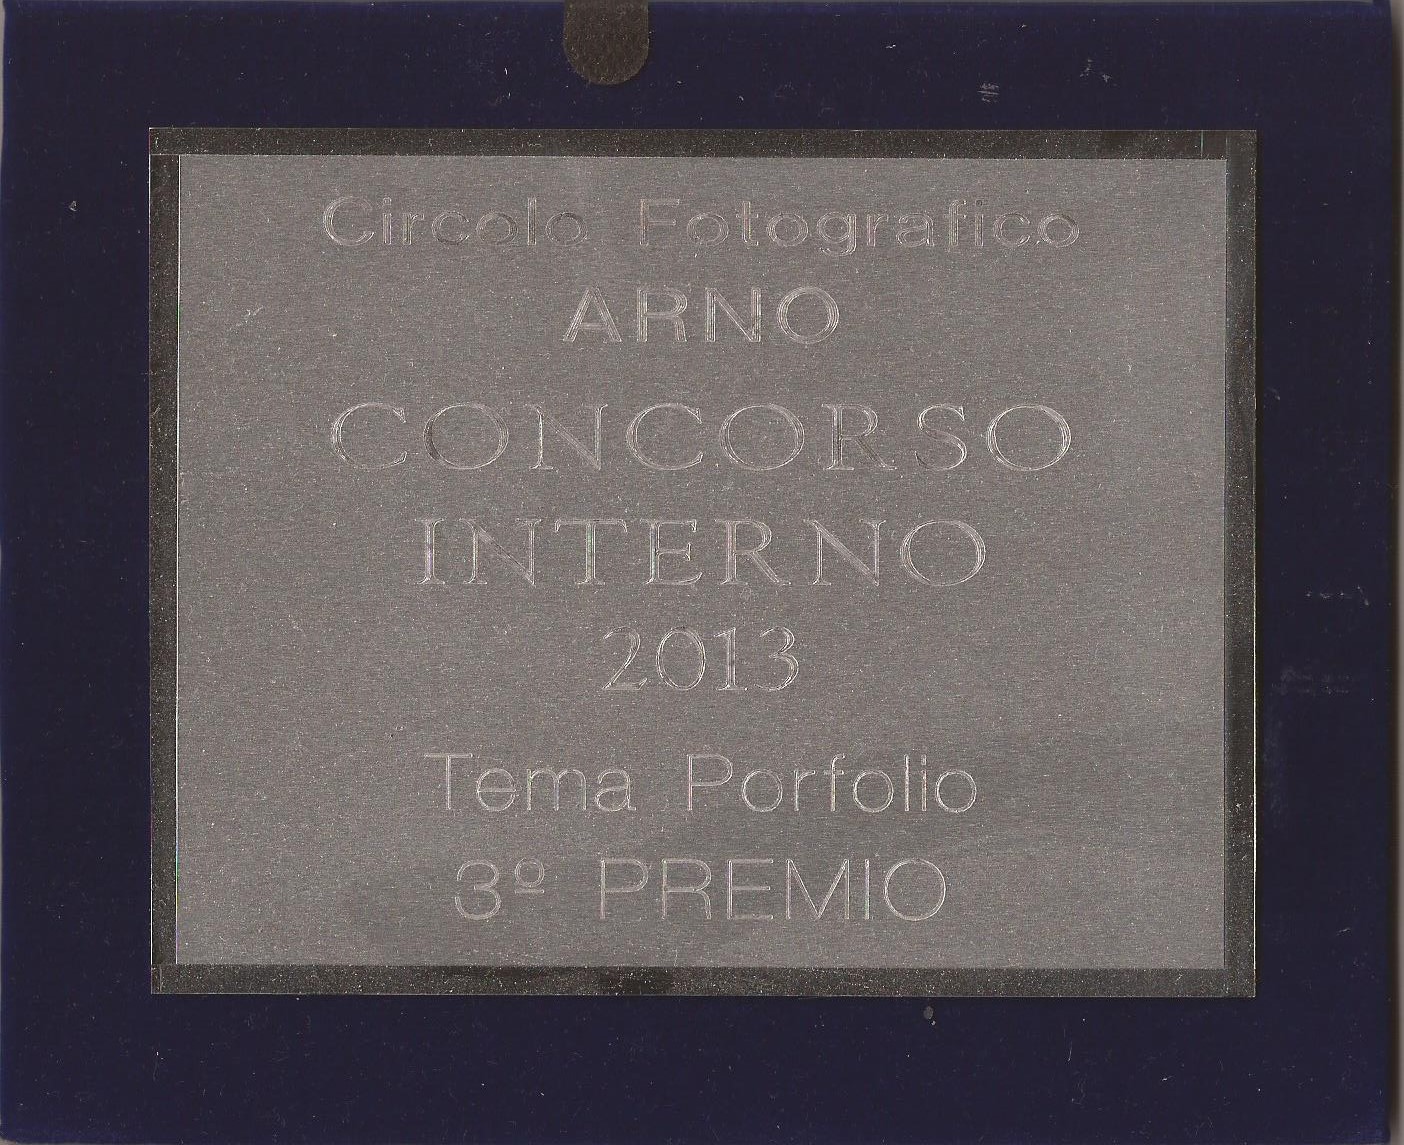 Circolo Fotografico
ARNO
CONCORSO
INTERNO
2013
Tema Porfolio
3º PREMIO